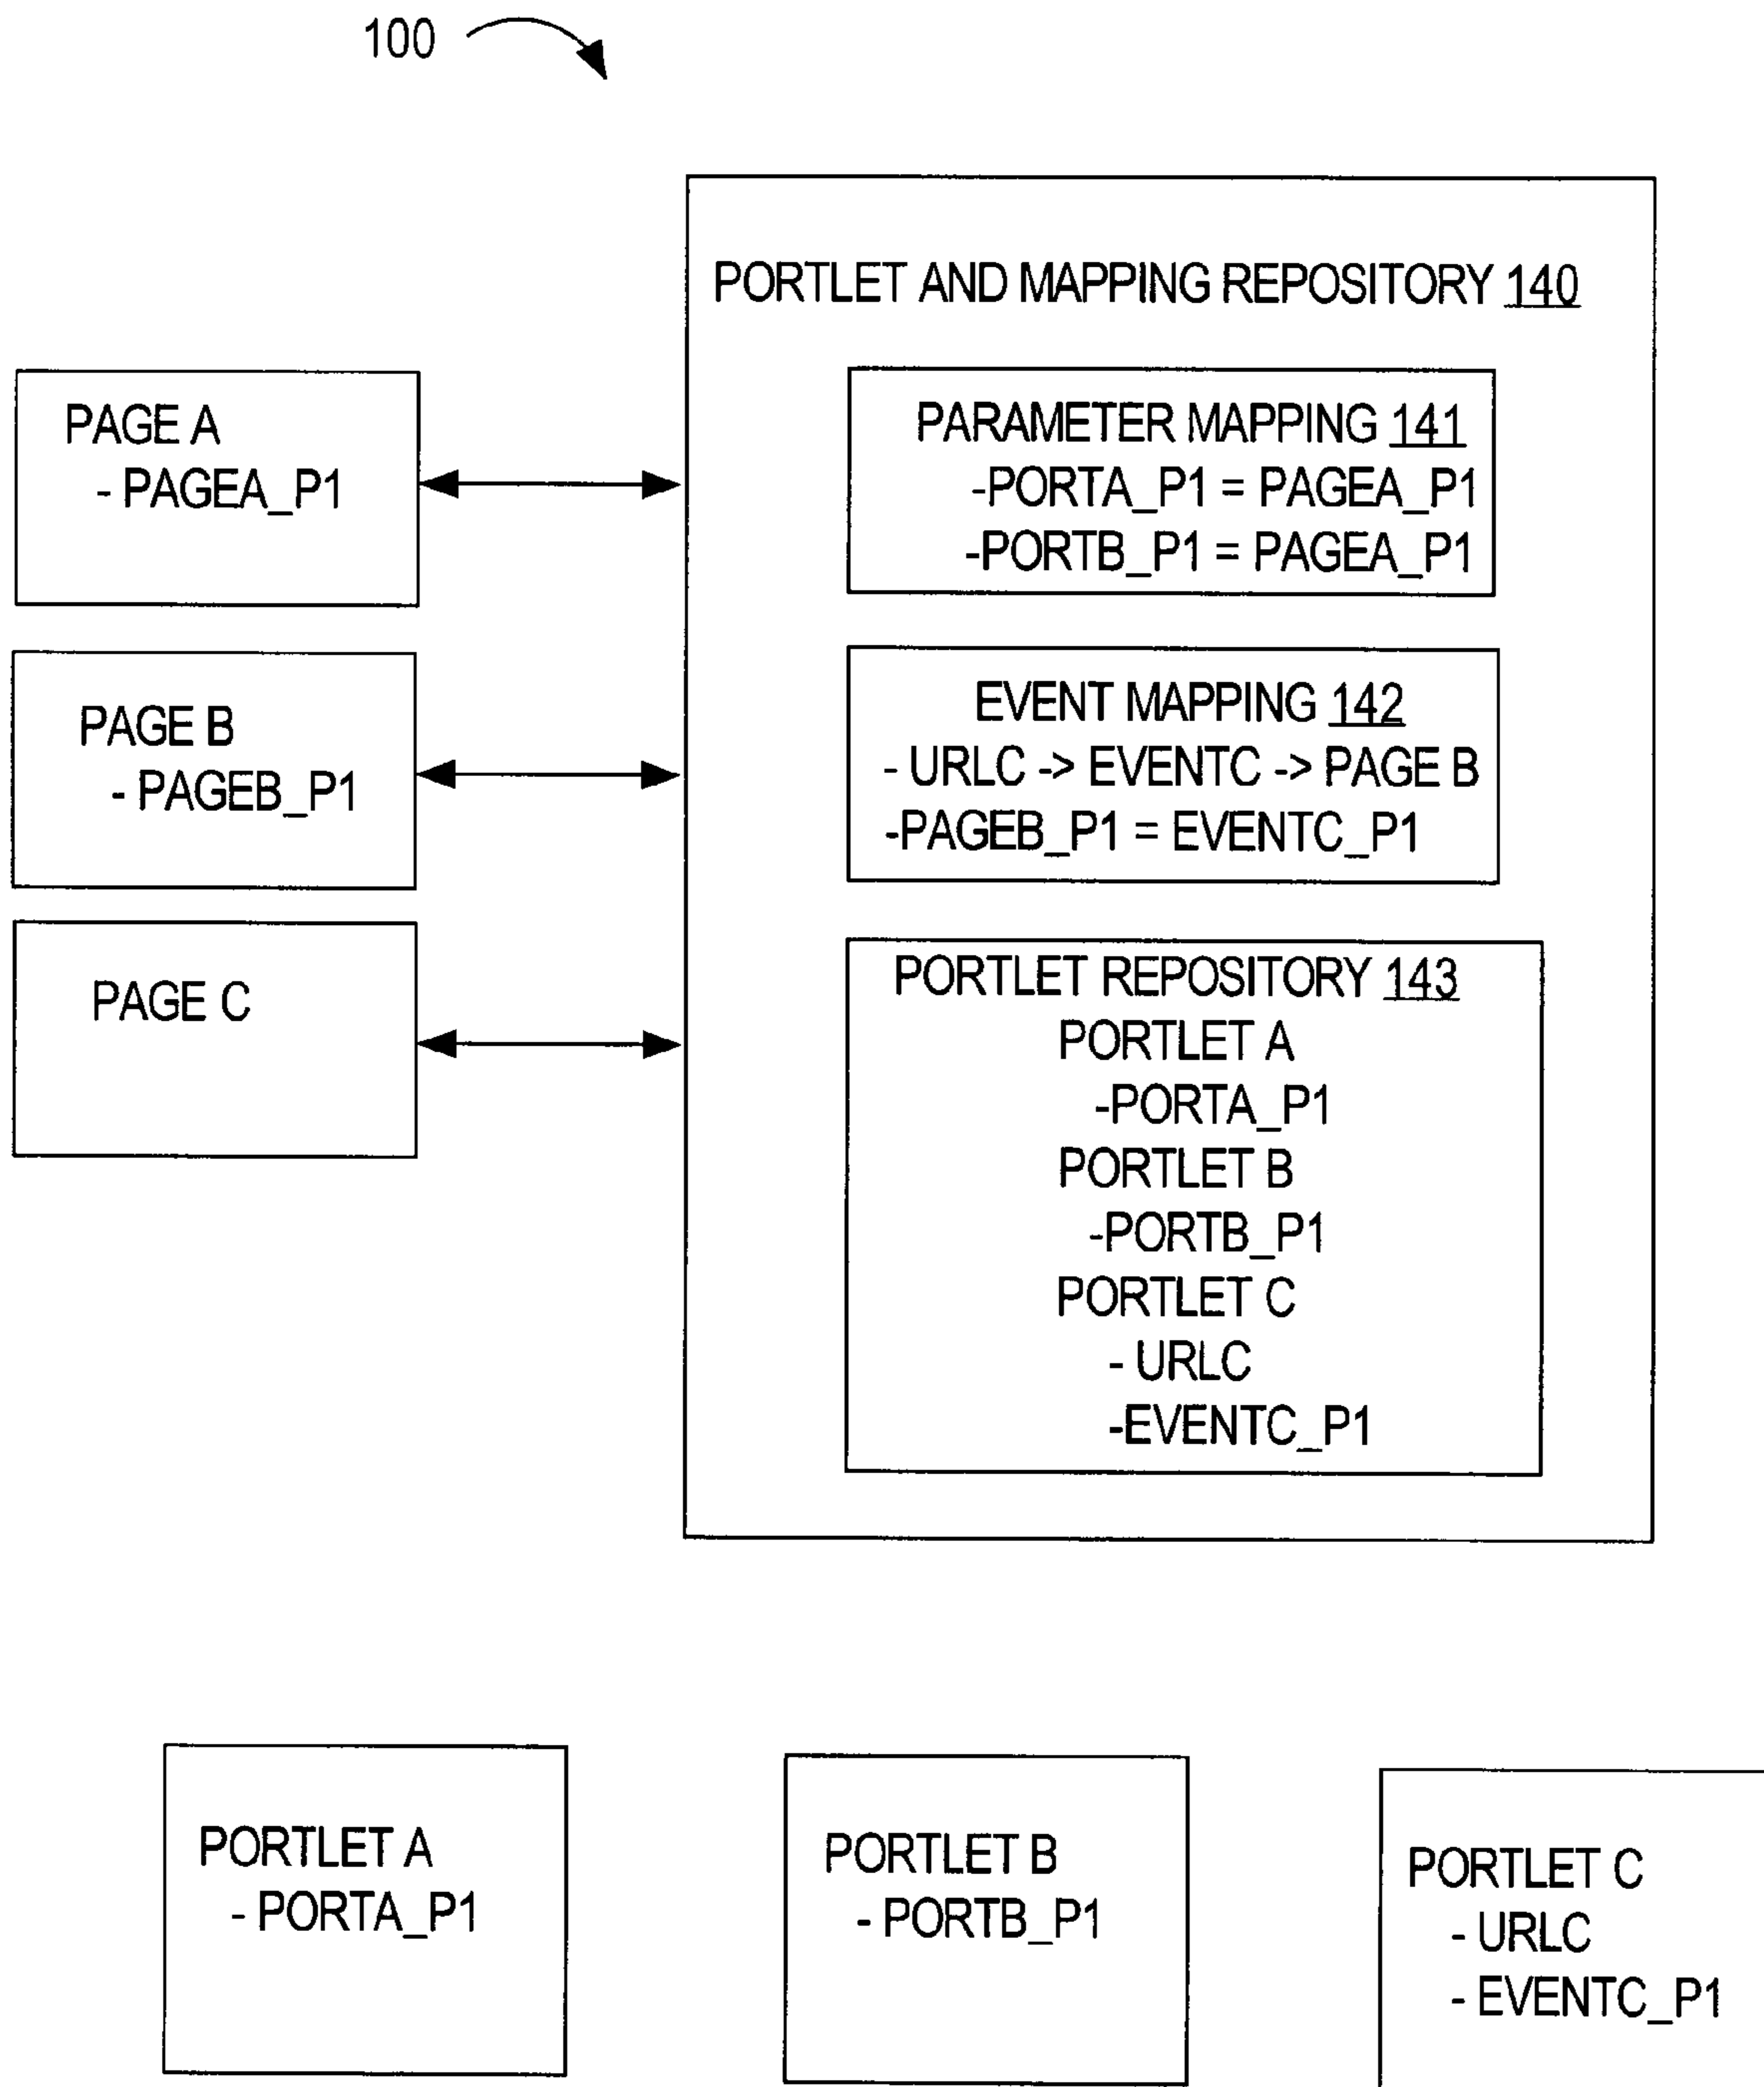 100
PORTLET AND MAPPING REPOSITORY 140
PAGE A
- PAGEA_P1
PARAMETER MAPPING 141
-PORTA_P1 = PAGEA_P1
-PORTB_P1 = PAGEA_P1
PAGE B
- PAGEB_P1
EVENT MAPPING 142
- URLC -> EVENTC -> PAGE B
-PAGEB_P1 = EVENTC_P1
PAGE C
PORTLET REPOSITORY 143
PORTLET A
-PORTA_P1
PORTLET B
-PORTB_P1
PORTLET C
- URLC
-EVENTC_P1
PORTLET A
- PORTA_P1
PORTLET B
- PORTB_P1
PORTLET C
- URLC
- EVENTC_P1